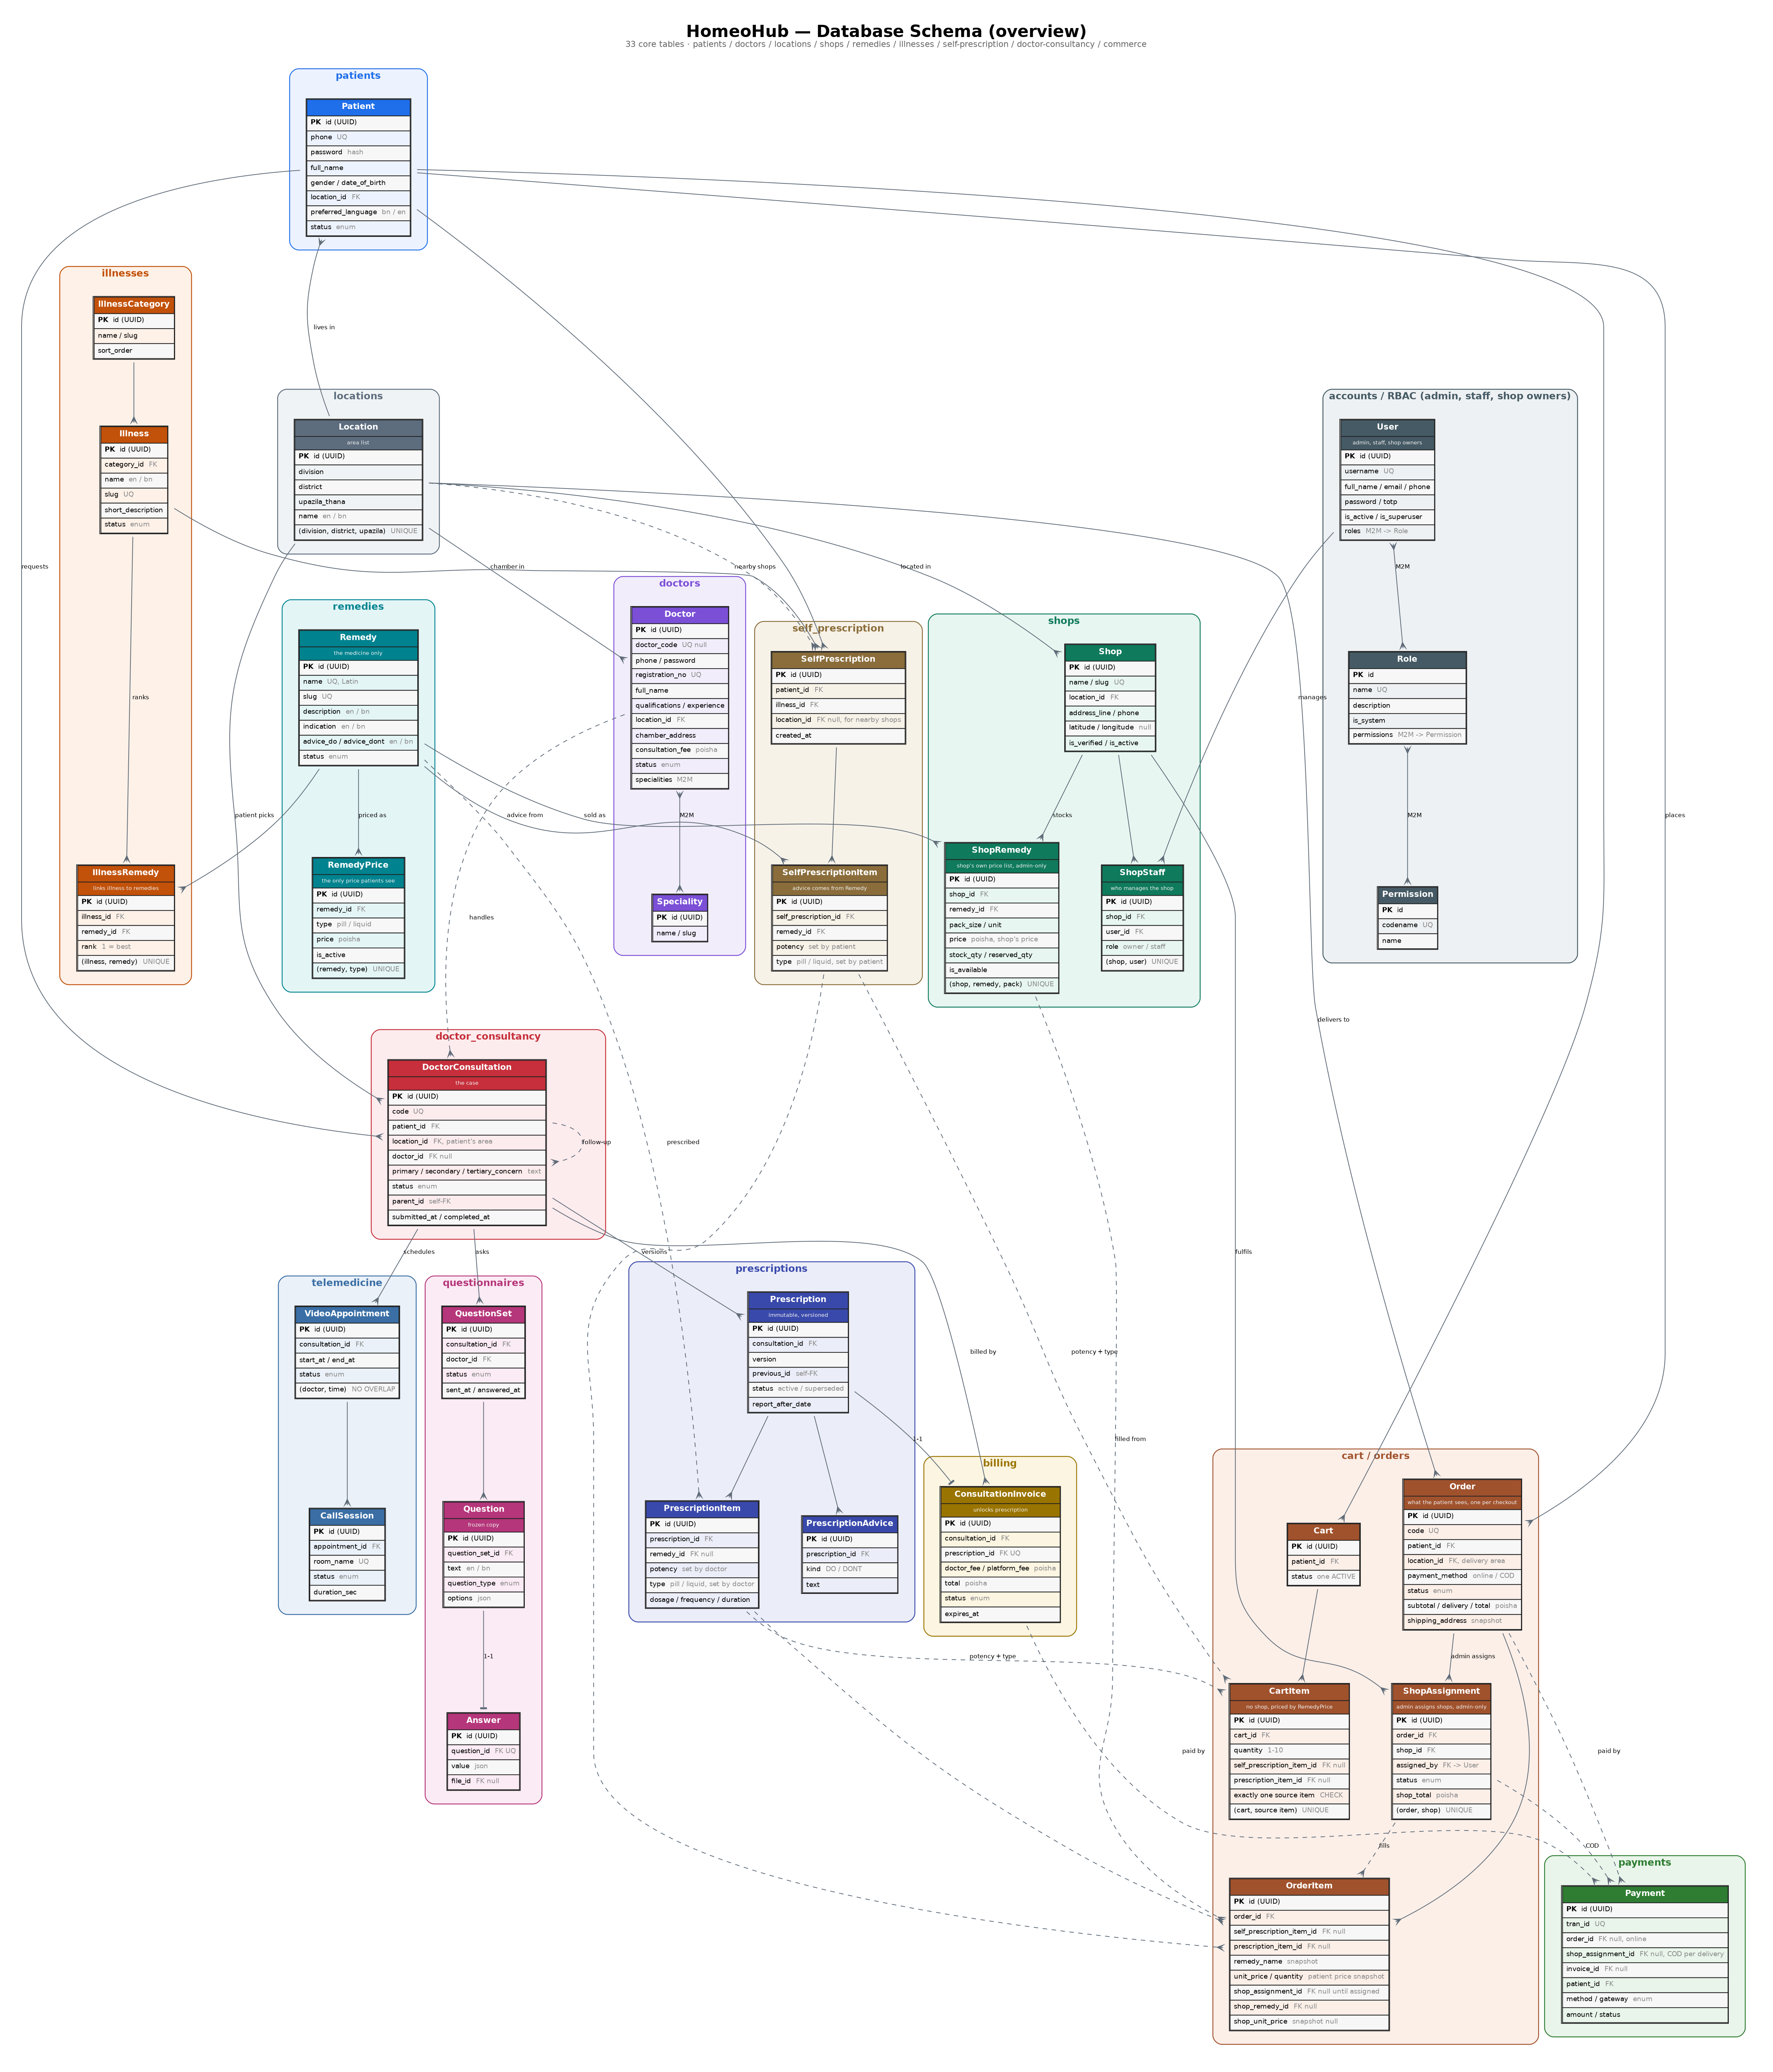 HomeoHub — Database Schema (overview)
33 core tables · patients / doctors / locations / shops / remedies / illnesses / self-prescription / doctor-consultancy / commerce
patients
Patient
PK id (UUID)
phone UQ
password hash
full_name
gender / date_of_birth
location_id FK
preferred_language bn / en
status enum
illnesses
IllnessCategory
PK id (UUID)
name / slug
sort_order
Illness
PK id (UUID)
category_id FK
name en / bn
slug UQ
short_description
status enum
ranks
IllnessRemedy
links illness to remedies
PK id (UUID)
illness_id FK
remedy_id FK
rank 1 = best
(illness, remedy) UNIQUE
requests
lives in
locations
Location
area list
PK id (UUID)
division
district
upazila_thana
name en / bn
(division, district, upazila) UNIQUE
accounts / RBAC (admin, staff, shop owners)
User
admin, staff, shop owners
PK id (UUID)
username UQ
full_name / email / phone
password / totp
is_active / is_superuser
roles M2M -> Role
M2M
Role
PK id
name UQ
description
is_system
permissions M2M -> Permission
M2M
Permission
PK id
codename UQ
name
chamber in
nearby shops
located in
manages
places
delivers to
patient picks
remedies
Remedy
the medicine only
PK id (UUID)
name UQ, Latin
slug UQ
description en / bn
indication en / bn
advice_do / advice_dont en / bn
status enum
priced as
RemedyPrice
the only price patients see
PK id (UUID)
remedy_id FK
type pill / liquid
price poisha
is_active
(remedy, type) UNIQUE
doctors
Doctor
PK id (UUID)
doctor_code UQ null
phone / password
registration_no UQ
full_name
qualifications / experience
location_id FK
chamber_address
consultation_fee poisha
status enum
specialities M2M
M2M
Speciality
PK id (UUID)
name / slug
advice from
sold as
handles
self_prescription
SelfPrescription
PK id (UUID)
patient_id FK
illness_id FK
location_id FK null, for nearby shops
created_at
SelfPrescriptionItem
advice comes from Remedy
PK id (UUID)
self_prescription_id FK
remedy_id FK
potency set by patient
type pill / liquid, set by patient
shops
Shop
PK id (UUID)
name / slug UQ
location_id FK
address_line / phone
latitude / longitude null
is_verified / is_active
stocks
ShopRemedy
shop's own price list, admin-only
PK id (UUID)
shop_id FK
remedy_id FK
pack_size / unit
price poisha, shop's price
stock_qty / reserved_qty
is_available
(shop, remedy, pack) UNIQUE
ShopStaff
who manages the shop
PK id (UUID)
shop_id FK
user_id FK
role owner / staff
(shop, user) UNIQUE
doctor_consultancy
DoctorConsultation
the case
PK id (UUID)
code UQ
patient_id FK
location_id FK, patient's area
doctor_id FK null
primary / secondary / tertiary_concern text
status enum
parent_id self-FK
submitted_at / completed_at
follow-up
prescribed
schedules
asks
versions
fulfils
telemedicine
VideoAppointment
PK id (UUID)
consultation_id FK
start_at / end_at
status enum
(doctor, time) NO OVERLAP
CallSession
PK id (UUID)
appointment_id FK
room_name UQ
status enum
duration_sec
questionnaires
QuestionSet
PK id (UUID)
consultation_id FK
doctor_id FK
status enum
sent_at / answered_at
Question
frozen copy
PK id (UUID)
question_set_id FK
text en / bn
question_type enum
options json
1-1
Answer
PK id (UUID)
question_id FK UQ
value json
file_id FK null
prescriptions
Prescription
immutable, versioned
PK id (UUID)
consultation_id FK
version
previous_id self-FK
status active / superseded
report_after_date
PrescriptionItem
PK id (UUID)
prescription_id FK
remedy_id FK null
potency set by doctor
type pill / liquid, set by doctor
dosage / frequency / duration
PrescriptionAdvice
PK id (UUID)
prescription_id FK
kind DO / DONT
text
billed by
potency + type
1-1
filled from
billing
ConsultationInvoice
unlocks prescription
PK id (UUID)
consultation_id FK
prescription_id FK UQ
doctor_fee / platform_fee poisha
total poisha
status enum
expires_at
potency + type
paid by
cart / orders
Cart
PK id (UUID)
patient_id FK
status one ACTIVE
Order
what the patient sees, one per checkout
PK id (UUID)
code UQ
patient_id FK
location_id FK, delivery area
payment_method online / COD
status enum
subtotal / delivery / total poisha
shipping_address snapshot
admin assigns
CartItem
no shop, priced by RemedyPrice
PK id (UUID)
cart_id FK
quantity 1-10
self_prescription_item_id FK null
prescription_item_id FK null
exactly one source item CHECK
(cart, source item) UNIQUE
ShopAssignment
admin assigns shops, admin-only
PK id (UUID)
order_id FK
shop_id FK
assigned_by FK -> User
status enum
shop_total poisha
(order, shop) UNIQUE
paid by
fills
COD
OrderItem
PK id (UUID)
order_id FK
self_prescription_item_id FK null
prescription_item_id FK null
remedy_name snapshot
unit_price / quantity patient price snapshot
shop_assignment_id FK null until assigned
shop_remedy_id FK null
shop_unit_price snapshot null
payments
Payment
PK id (UUID)
tran_id UQ
order_id FK null, online
shop_assignment_id FK null, COD per delivery
invoice_id FK null
patient_id FK
method / gateway enum
amount / status